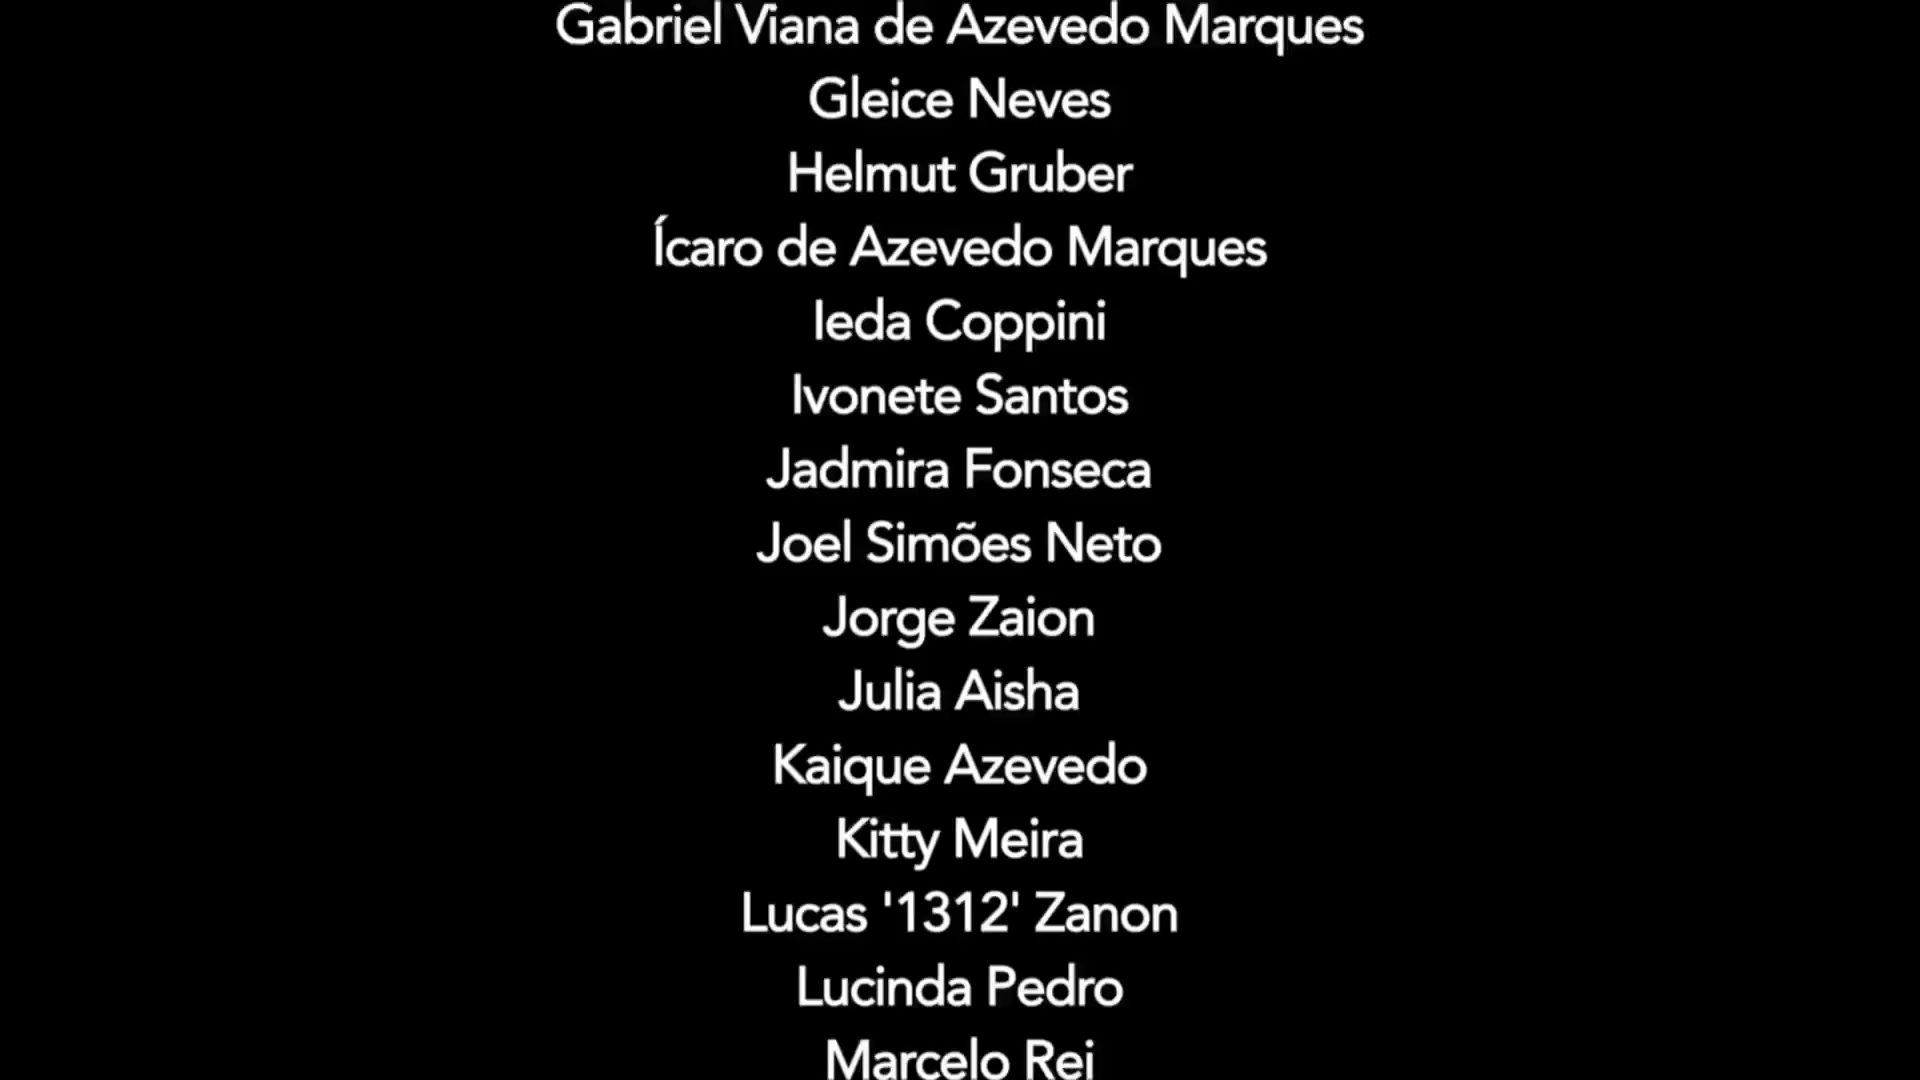 Gabriel Viana de Azevedo Marques
Gleice Neves
Helmut Gruber
Ícaro de Azevedo Marques
Ieda Coppini
Ivonete Santos
Jadmira Fonseca
Joel Simões Neto
Jorge Zaion
Julia Aisha
Kaique Azevedo
Kitty Meira
Lucas '1312' Zanon
Lucinda Pedro
Marcelo Rei